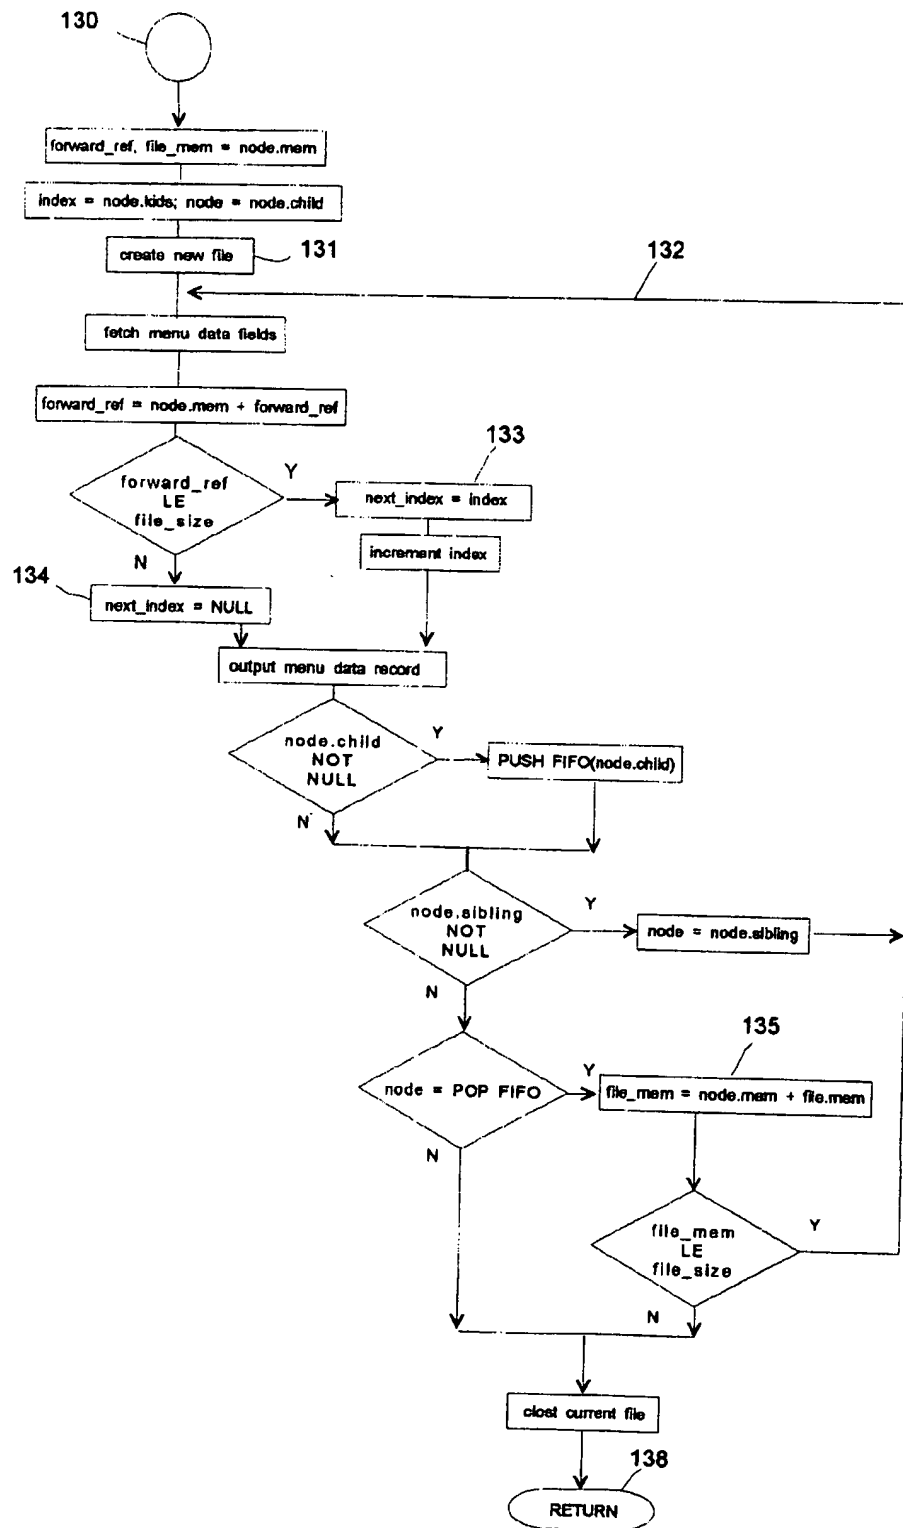 130
forward_ref, file_mem = node.mem
index = node.kids; node = node.child
create new file
131
132
fetch menu data fields
forward_ref = node.mem + forward_ref
133
forward_ref
LE
file_size
Y
next_index = index
increment index
N
134
next_index = NULL
output menu data record
node.child
NOT
NULL
Y
PUSH FIFO(node.child)
N
node.sibling
NOT
NULL
Y
node = node.sibling
N
135
node = POP FIFO
Y
file_mem = node.mem + file.mem
N
file_mem
LE
file_size
Y
N
clost current file
138
RETURN